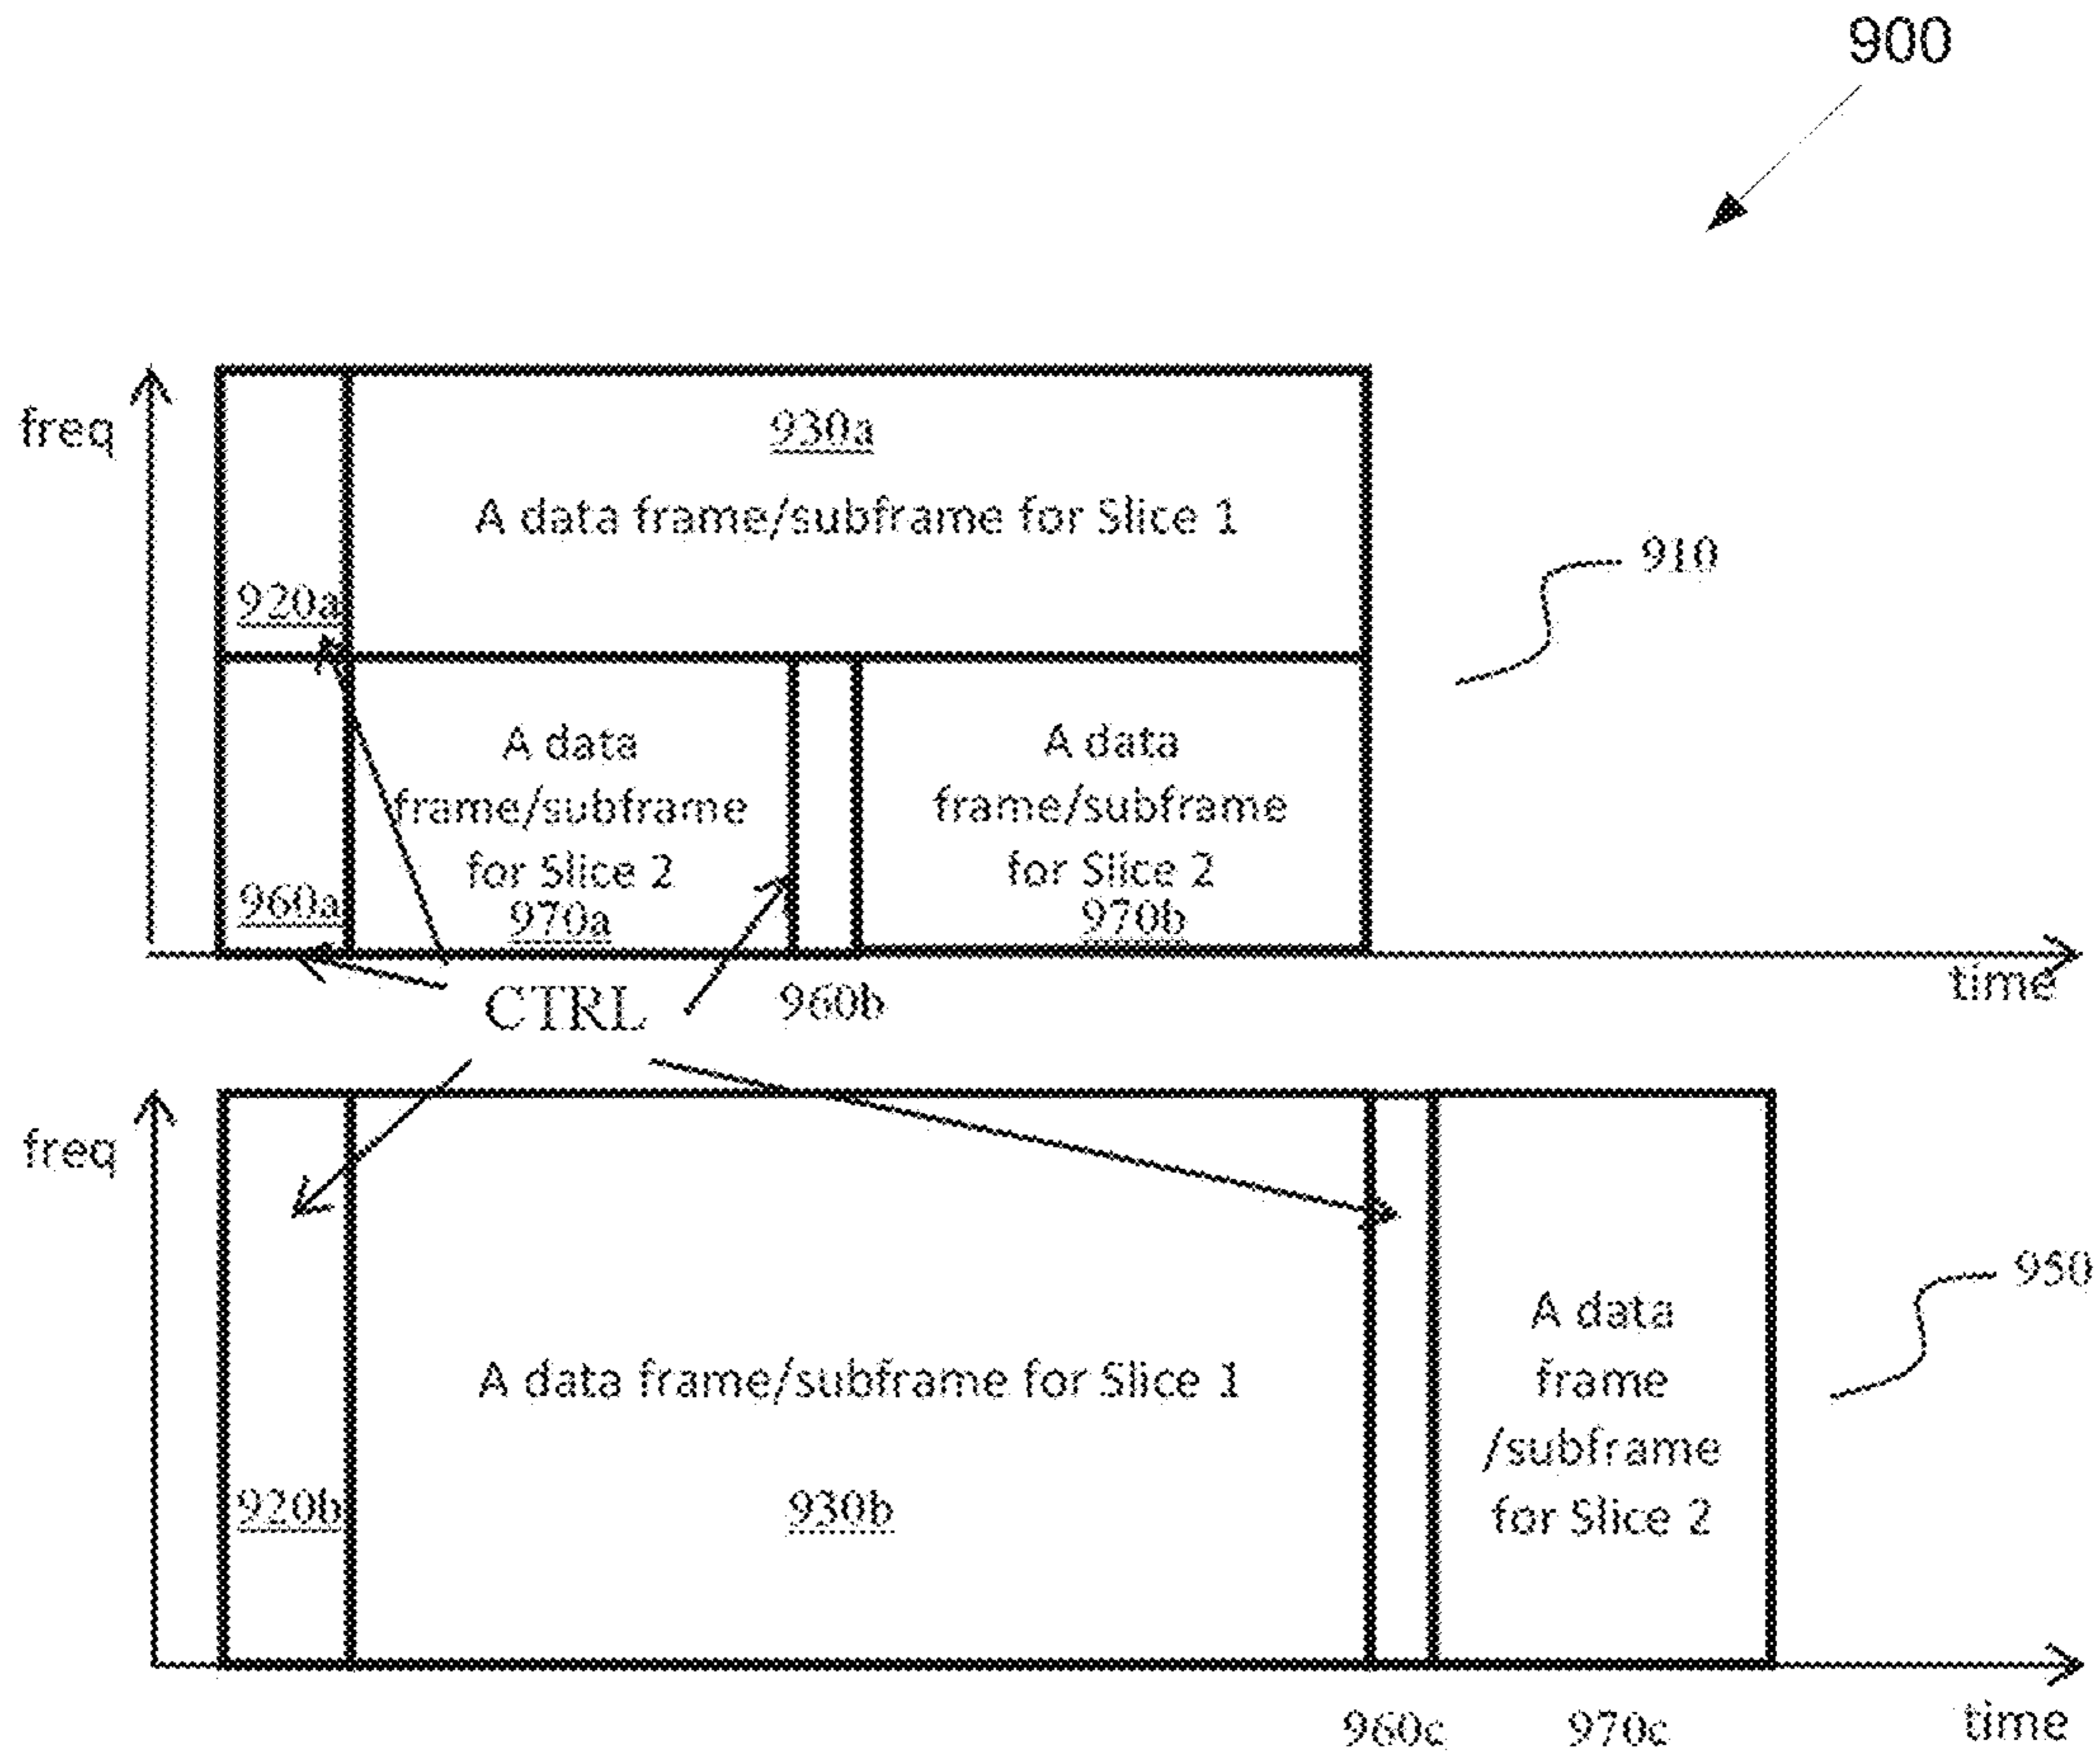 900
freq
930a
A data frame/subframe for Slice 1
910
920a
A data
frame/subframe
for Slice 2
970a
A data
frame/subframe
for Slice 2
970b
960a
time
CTRL
960b
freq
950
A data frame/subframe for Slice 1
A data
frame
/subframe
for Slice 2
920b
930b
960c
970c
time